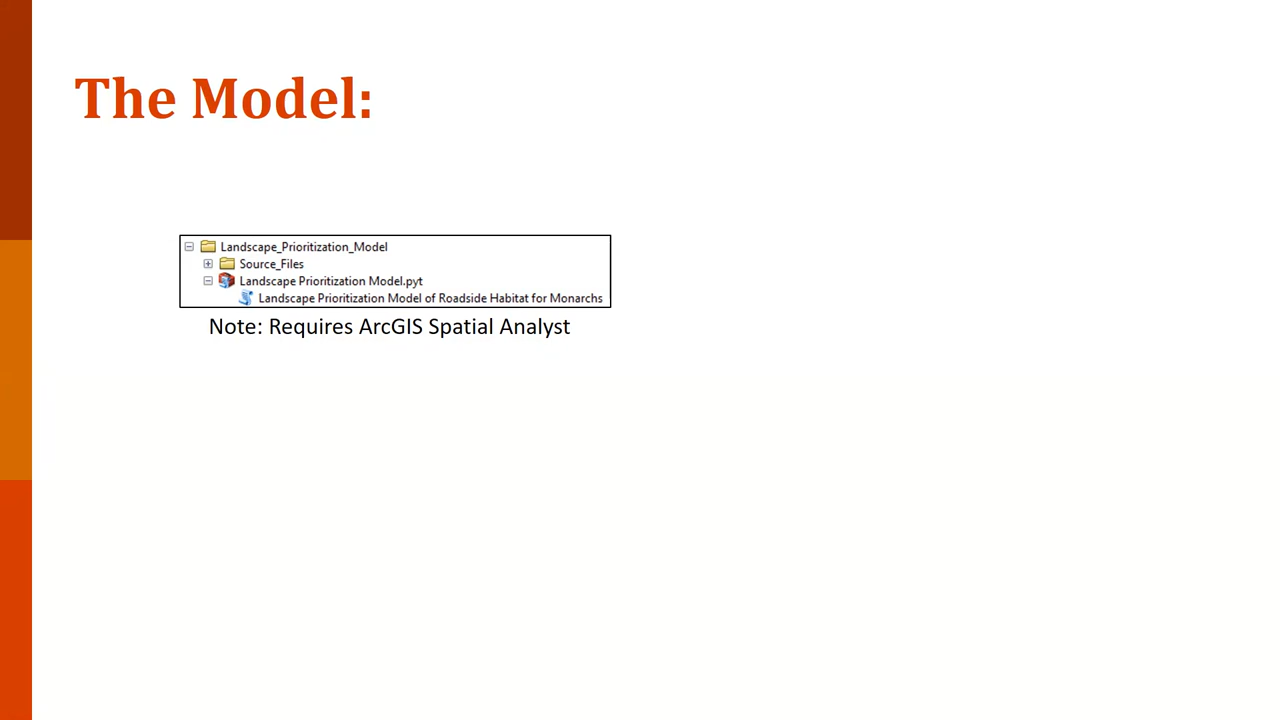 The Model:
Landscape_Prioritization_Model
Source_Files
Landscape Prioritization Model.pyt
Landscape Prioritization Model of Roadside Habitat for Monarchs
Note: Requires ArcGIS Spatial Analyst